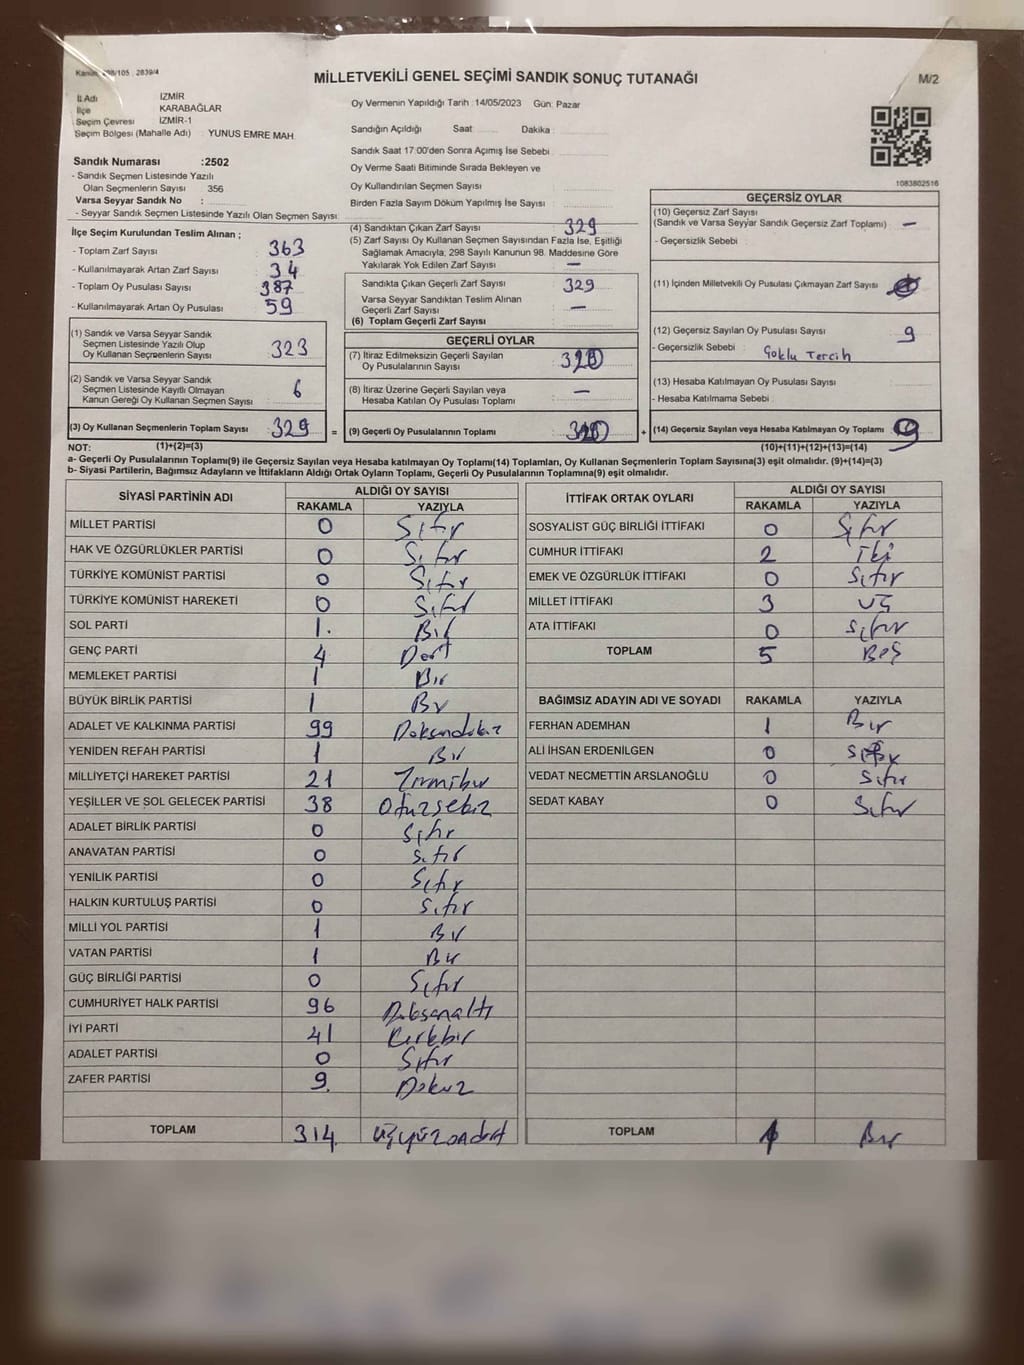 Kanun: 298/105 , 2839/4
MİLLETVEKİLİ GENEL SEÇİMİ SANDIK SONUÇ TUTANAĞI
M/2
İl Adı İZMİR
İlçe KARABAĞLAR
Seçim Çevresi İZMİR-1
Seçim Bölgesi (Mahalle Adı) : YUNUS EMRE MAH.
Oy Vermenin Yapıldığı Tarih :14/05/2023 Gün: Pazar
Sandığın Açıldığı Saat Dakika :
Sandık Saat 17:00'den Sonra Açımış İse Sebebi :
Oy Verme Saati Bitiminde Sırada Bekleyen ve
Oy Kullandırılan Seçmen Sayısı
Birden Fazla Sayım Döküm Yapılmış İse Sayısı
1083802516
Sandık Numarası :2502
- Sandık Seçmen Listesinde Yazılı
Olan Seçmenlerin Sayısı 356
Varsa Seyyar Sandık No :
- Seyyar Sandık Seçmen Listesinde Yazılı Olan Seçmen Sayısı:
İlçe Seçim Kurulundan Teslim Alınan ;
- Toplam Zarf Sayısı 363
- Kullanılmayarak Artan Zarf Sayısı 34
- Toplam Oy Pusulası Sayısı 387
- Kullanılmayarak Artan Oy Pusulası 59
(1) Sandık ve Varsa Seyyar Sandık
Seçmen Listesinde Yazılı Olup
Oy Kullanan Seçmenlerin Sayısı 323
(2) Sandık ve Varsa Seyyar Sandık
Seçmen Listesinde Kayıtlı Olmayan
Kanun Gereği Oy Kullanan Seçmen Sayısı 6
(3) Oy Kullanan Seçmenlerin Toplam Sayısı 329 =
(1)+(2)=(3)
(4) Sandıktan Çıkan Zarf Sayısı 329
(5) Zarf Sayısı Oy Kullanan Seçmen Sayısından Fazla İse, Eşitliği
Sağlamak Amacıyla, 298 Sayılı Kanunun 98. Maddesine Göre
Yakılarak Yok Edilen Zarf Sayısı –
Sandıkta Çıkan Geçerli Zarf Sayısı 329
Varsa Seyyar Sandıktan Teslim Alınan
Geçerli Zarf Sayısı –
(6) Toplam Geçerli Zarf Sayısı
GEÇERLİ OYLAR
(7) İtiraz Edilmeksizin Geçerli Sayılan
Oy Pusulalarının Sayısı
(8) İtiraz Üzerine Geçerli Sayılan veya
Hesaba Katılan Oy Pusulası Toplamı –
(9) Geçerli Oy Pusulalarının Toplamı +
GEÇERSİZ OYLAR
(10) Geçersiz Zarf Sayısı
(Sandık ve Varsa Seyyar Sandık Geçersiz Zarf Toplamı) –
- Geçersizlik Sebebi :
(11) İçinden Milletvekili Oy Pusulası Çıkmayan Zarf Sayısı
(12) Geçersiz Sayılan Oy Pusulası Sayısı 9
- Geçersizlik Sebebi : Çoklu Tercih
(13) Hesaba Katılmayan Oy Pusulası Sayısı
- Hesaba Katılmama Sebebi :
(14) Geçersiz Sayılan veya Hesaba Katılmayan Oy Toplamı 9
(10)+(11)+(12)+(13)=(14)
NOT:
a- Geçerli Oy Pusulalarının Toplamı(9) ile Geçersiz Sayılan veya Hesaba katılmayan Oy Toplamı(14) Toplamları, Oy Kullanan Seçmenlerin Toplam Sayısına(3) eşit olmalıdır. (9)+(14)=(3)
b- Siyasi Partilerin, Bağımsız Adayların ve İttifakların Aldığı Ortak Oyların Toplamı, Geçerli Oy Pusulalarının Toplamına(9) eşit olmalıdır.
SİYASİ PARTİNİN ADI ALDIĞI OY SAYISI
RAKAMLA YAZIYLA
MİLLET PARTİSİ 0 Sıfır
HAK VE ÖZGÜRLÜKLER PARTİSİ 0 Sıfır
TÜRKİYE KOMÜNİST PARTİSİ 0 Sıfır
TÜRKİYE KOMÜNİST HAREKETİ 0 Sıfır
SOL PARTİ 1. Bir
GENÇ PARTİ 4 Dört
MEMLEKET PARTİSİ 1 Bir
BÜYÜK BİRLİK PARTİSİ 1 Bir
ADALET VE KALKINMA PARTİSİ 99 Doksandokuz
YENİDEN REFAH PARTİSİ 1 Bir
MİLLİYETÇİ HAREKET PARTİSİ 21 Yirmibir
YEŞİLLER VE SOL GELECEK PARTİSİ 38 Otuzsekiz
ADALET BİRLİK PARTİSİ 0 Sıfır
ANAVATAN PARTİSİ 0 Sıfır
YENİLİK PARTİSİ 0 Sıfır
HALKIN KURTULUŞ PARTİSİ 0 Sıfır
MİLLİ YOL PARTİSİ 1 Bir
VATAN PARTİSİ 1 Bir
GÜÇ BİRLİĞİ PARTİSİ 0 Sıfır
CUMHURİYET HALK PARTİSİ 96 Doksanaltı
İYİ PARTİ 41 Kırkbir
ADALET PARTİSİ 0 Sıfır
ZAFER PARTİSİ 9. Dokuz
TOPLAM 314. üçyüzondört
İTTİFAK ORTAK OYLARI ALDIĞI OY SAYISI
RAKAMLA YAZIYLA
SOSYALIST GÜÇ BİRLİĞİ İTTİFAKI 0 Sıfır
CUMHUR İTTİFAKI 2 İki
EMEK VE ÖZGÜRLÜK İTTİFAKI 0 Sıfır
MİLLET İTTİFAKI 3 üç
ATA İTTİFAKI 0 Sıfır
TOPLAM 5 Beş
BAĞIMSIZ ADAYIN ADI VE SOYADI RAKAMLA YAZIYLA
FERHAN ADEMHAN 1 Bir
ALİ İHSAN ERDENİLGEN 0 Sıfır
VEDAT NECMETTİN ARSLANOĞLU 0 Sıfır
SEDAT KABAY 0 Sıfır
TOPLAM 1 Bir